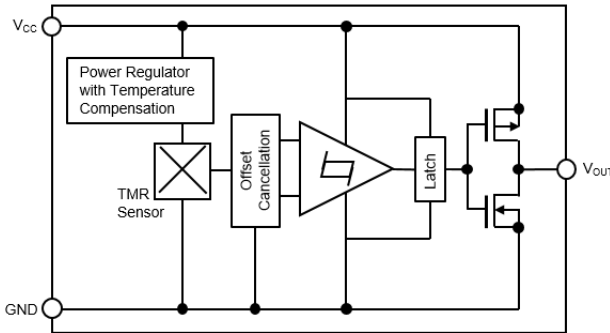 VCC
Power Regulator
with Temperature
Compensation
TMR
Sensor
Offset
Cancellation
Latch
VOUT
GND